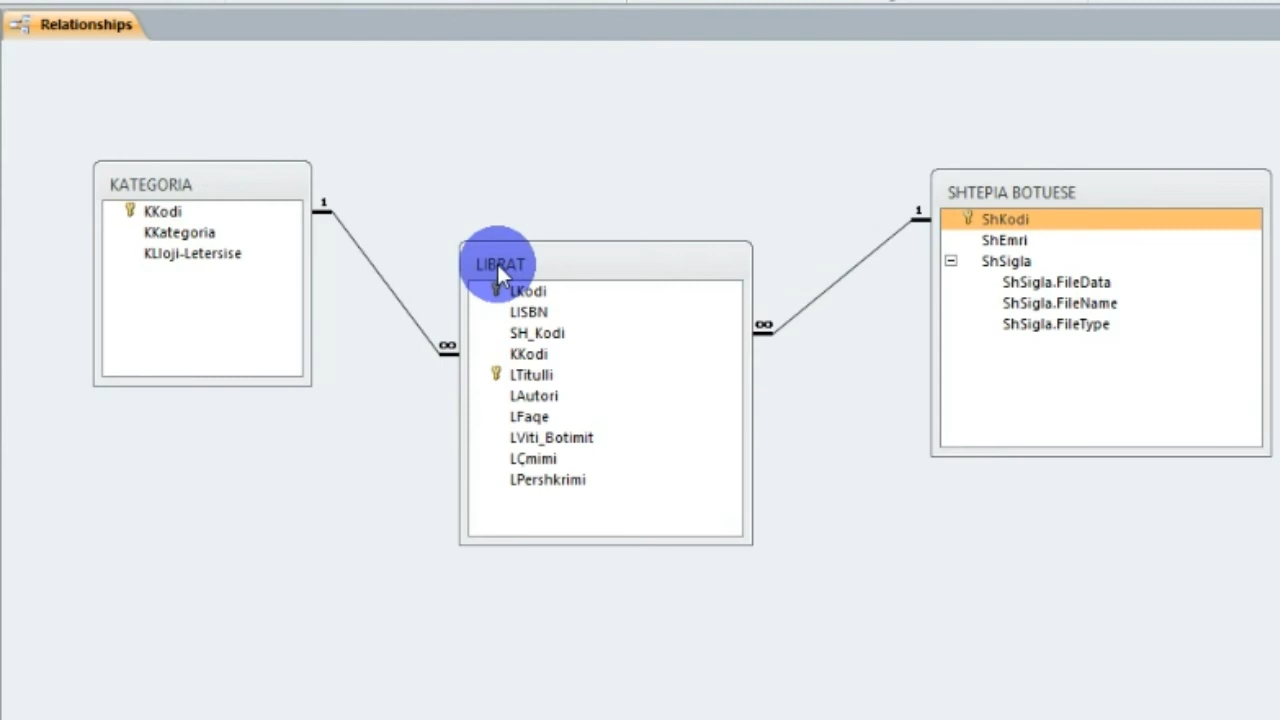 Relationships
KATEGORIA
KKodi
KKategoria
KLloji-Letersise
1
∞
LIBRAT
LKodi
LISBN
SH_Kodi
KKodi
LTitulli
LAutori
LFaqe
LViti_Botimit
LÇmimi
LPershkrimi
∞
1
SHTEPIA BOTUESE
ShKodi
ShEmri
ShSigla
ShSigla.FileData
ShSigla.FileName
ShSigla.FileType